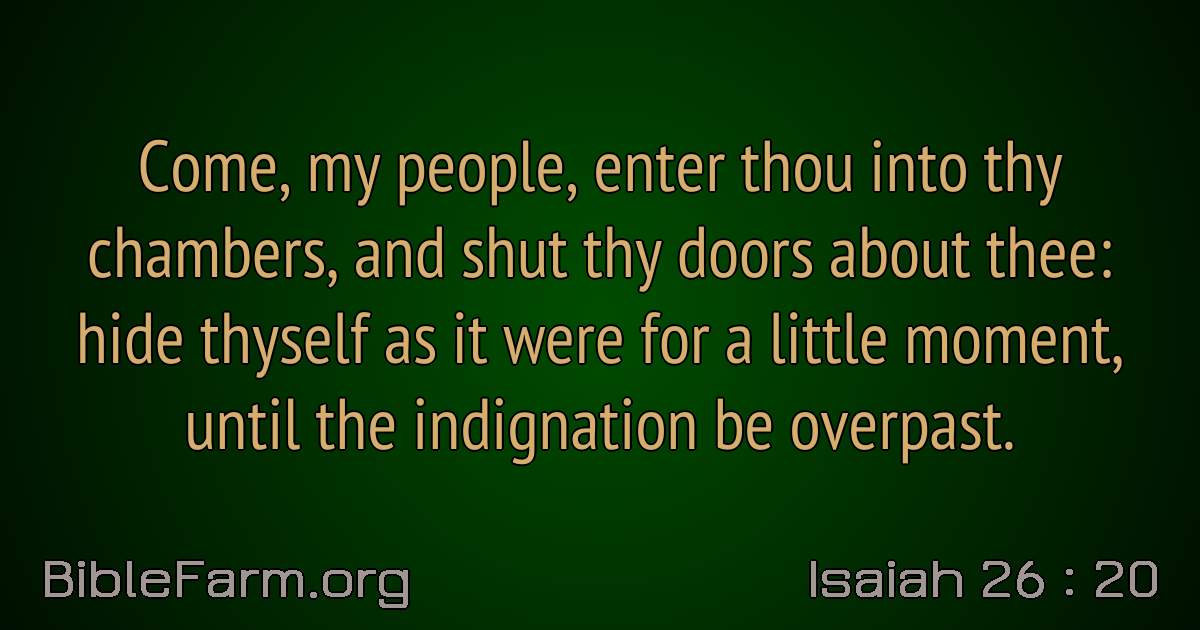 Come, my people, enter thou into thy
chambers, and shut thy doors about thee:
hide thyself as it were for a little moment,
until the indignation be overpast.
BibleFarm.org
Isaiah 26 : 20